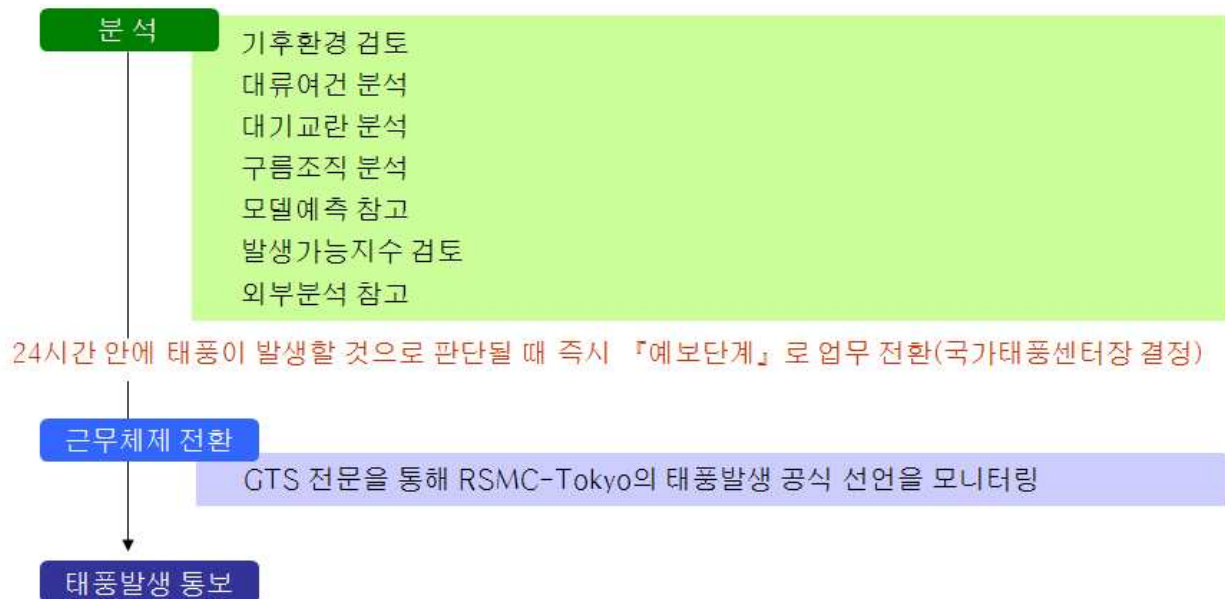 분 석
기후환경 검토
대류여건 분석
대기교란 분석
구름조직 분석
모델예측 참고
발생가능지수 검토
외부분석 참고
24시간 안에 태풍이 발생할 것으로 판단될 때 즉시 『예보단계』로 업무 전환(국가태풍센터장 결정)
근무체제 전환
GTS 전문을 통해 RSMC-Tokyo의 태풍발생 공식 선언을 모니터링
태풍발생 통보